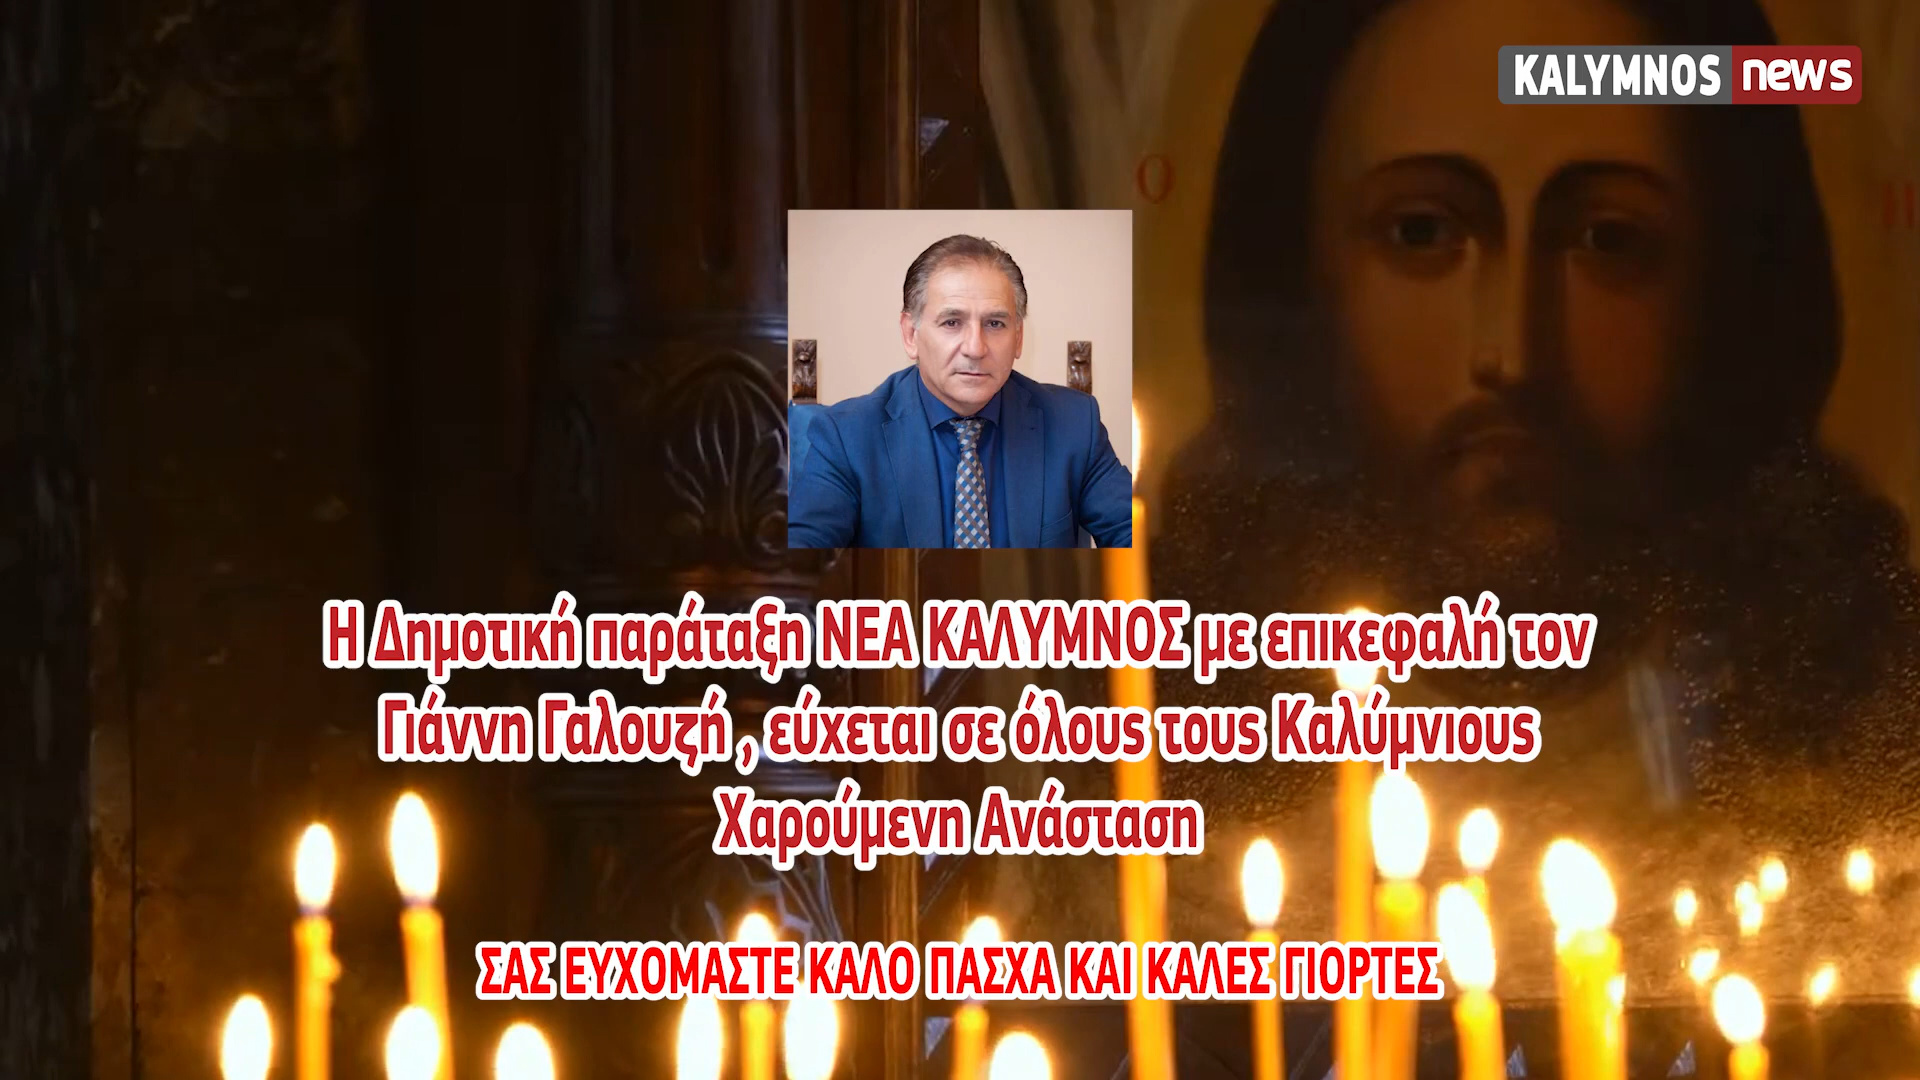 KALYMNOS news
Ο
Η Δημοτική παράταξη ΝΕΑ ΚΑΛΥΜΝΟΣ με επικεφαλή τον
Γιάννη Γαλουζή , εύχεται σε όλους τους Καλύμνιους
Χαρούμενη Ανάσταση
ΣΑΣ ΕΥΧΟΜΑΣΤΕ ΚΑΛΟ ΠΑΣΧΑ ΚΑΙ ΚΑΛΕΣ ΓΙΟΡΤΕΣ